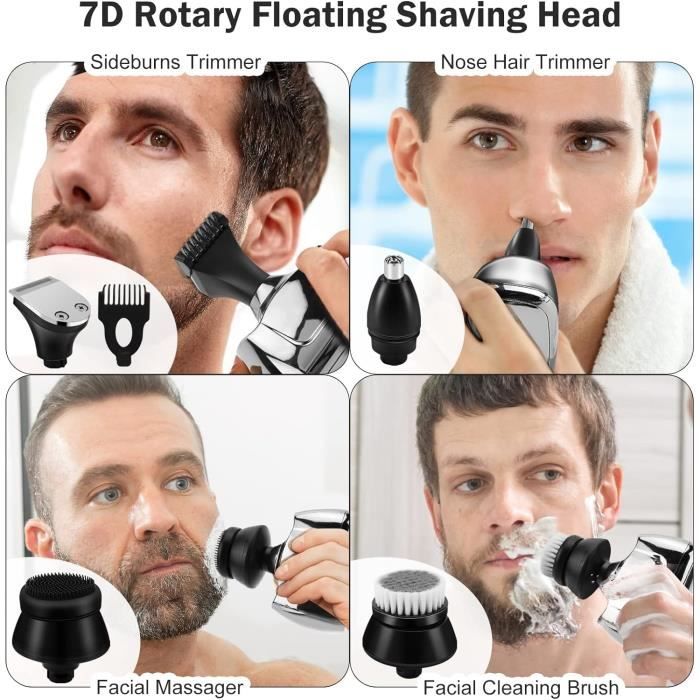 7D Rotary Floating Shaving Head
Sideburns Trimmer
Nose Hair Trimmer
Facial Massager
Facial Cleaning Brush